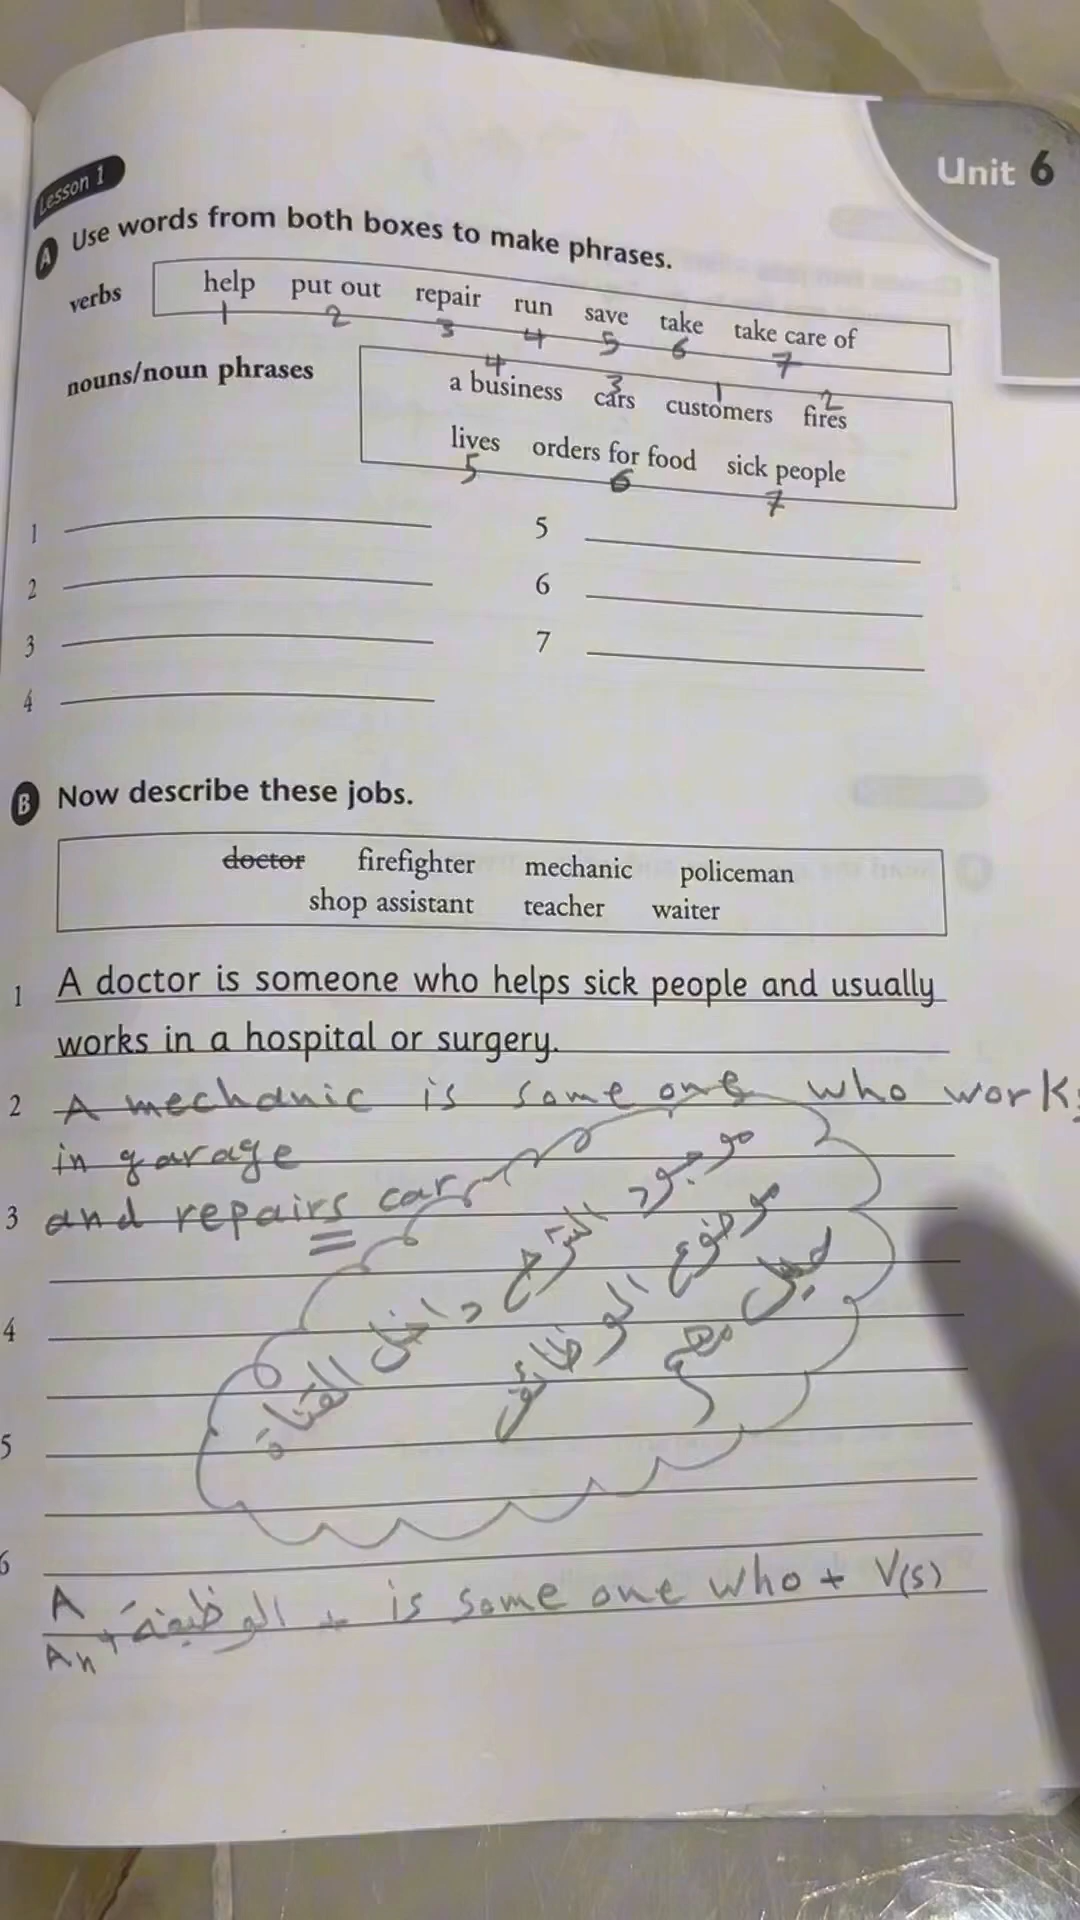 Unit 6
Lesson 1
A Use words from both boxes to make phrases.
verbs
help put out repair run save take take care of
1 2 3 4 5 6 7
nouns/noun phrases
4 3 1 2
a business cars customers fires
lives orders for food sick people
5 6 7
1
5
2
6
3
7
4
B Now describe these jobs.
doctor firefighter mechanic policeman
shop assistant teacher waiter
1 A doctor is someone who helps sick people and usually
works in a hospital or surgery.
2 A mechanic is some one who works
in garage
3 and repairs car
موجود الشرح داخل القناة
موضوع الوظائف
4
5
6
A
An + الوظيفة + is some one who + V(s)